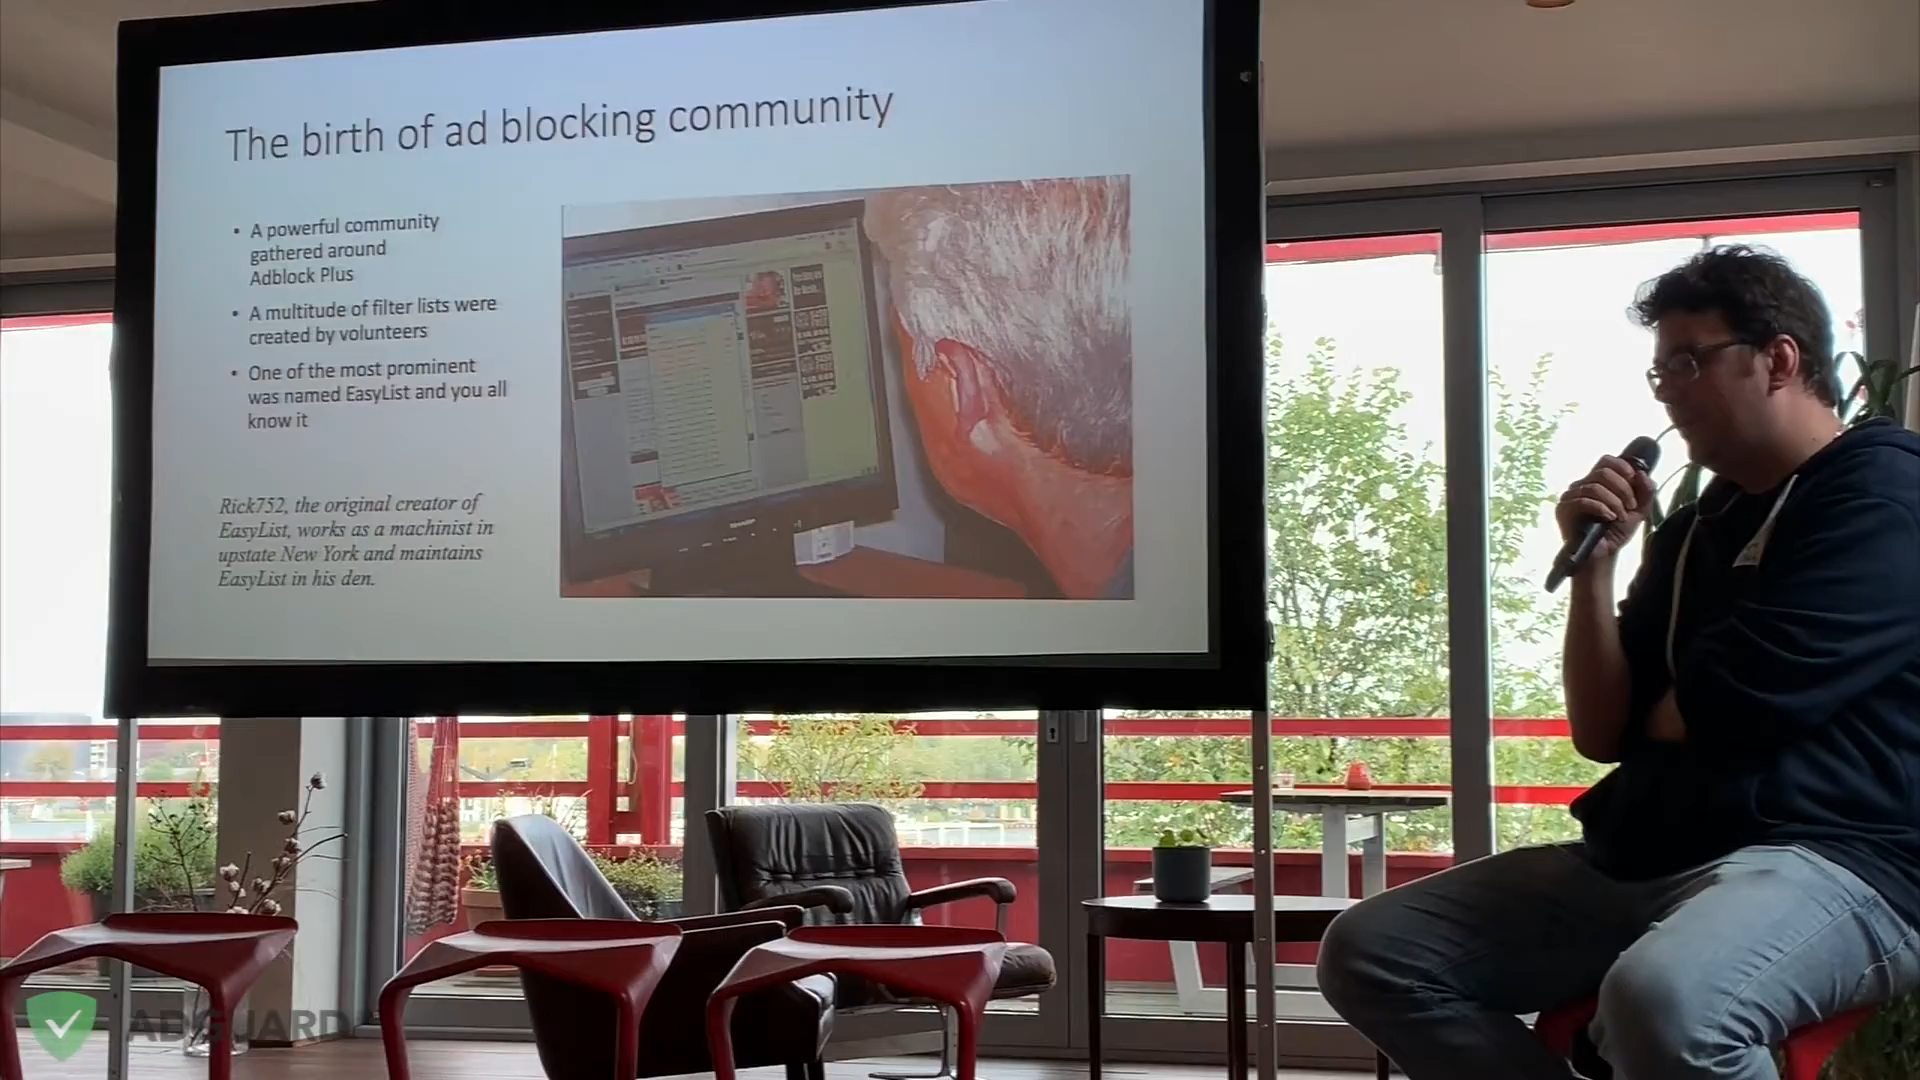 The birth of ad blocking community
• A powerful community
gathered around
Adblock Plus
• A multitude of filter lists were
created by volunteers
• One of the most prominent
was named EasyList and you all
know it
Rick752, the original creator of
EasyList, works as a machinist in
upstate New York and maintains
EasyList in his den.
SHARP
ADGUARD